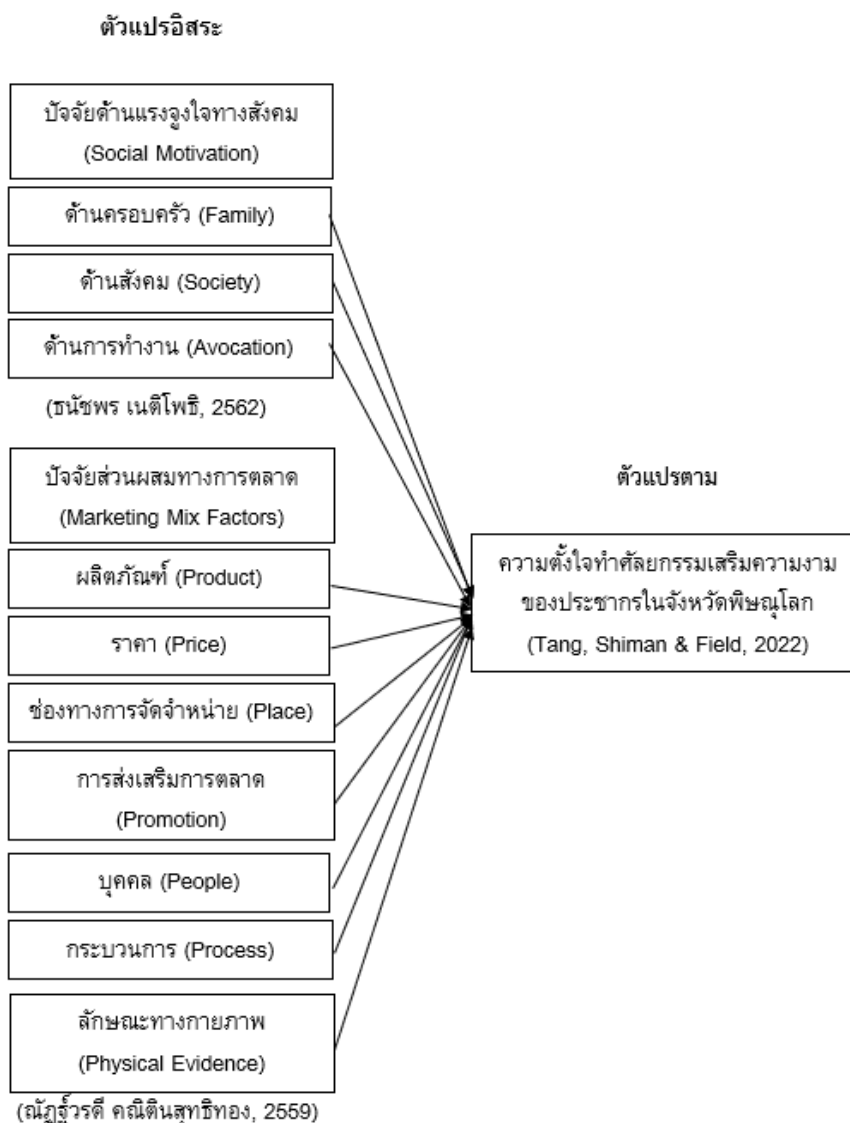 ตัวแปรอิสระ
ปัจจัยด้านแรงจูงใจทางสังคม
(Social Motivation)
ด้านครอบครัว (Family)
ด้านสังคม (Society)
ด้านการทำงาน (Avocation)
(ธนัชพร เนติโพธิ, 2562)
ปัจจัยส่วนผสมทางการตลาด
(Marketing Mix Factors)
ผลิตภัณฑ์ (Product)
ราคา (Price)
ช่องทางการจัดจำหน่าย (Place)
การส่งเสริมการตลาด
(Promotion)
บุคคล (People)
กระบวนการ (Process)
ลักษณะทางกายภาพ
(Physical Evidence)
(ณัฏฐ์วรดี คณิตินสุทธิทอง, 2559)
ตัวแปรตาม
ความตั้งใจทำศัลยกรรมเสริมความงาม
ของประชากรในจังหวัดพิษณุโลก
(Tang, Shiman & Field, 2022)